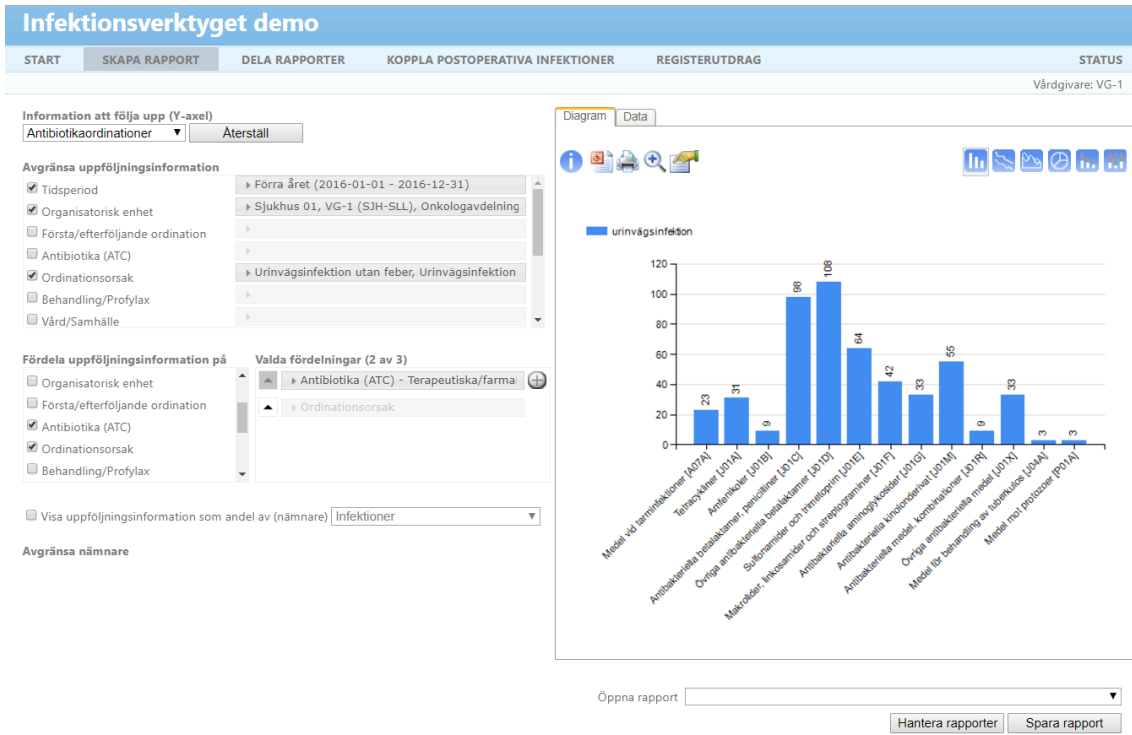 Infektionsverktyget demo
START SKAPA RAPPORT DELA RAPPORTER KOPPLA POSTOPERATIVA INFEKTIONER REGISTERUTDRAG STATUS
Vårdgivare: VG-1
Information att följa upp (Y-axel)
Antibiotikaordinationer Återställ
Avgränsa uppföljningsinformation
Tidsperiod Förra året (2016-01-01 - 2016-12-31)
Organisatorisk enhet Sjukhus 01, VG-1 (SJH-SLL), Onkologavdelning
Första/efterföljande ordination
Antibiotika (ATC)
Ordinationsorsak Urinvägsinfektion utan feber, Urinvägsinfektion
Behandling/Profylax
Vård/Samhälle
Fördela uppföljningsinformation på Valda fördelningar (2 av 3)
Organisatorisk enhet Antibiotika (ATC) - Terapeutiska/farma
Första/efterföljande ordination Ordinationsorsak
Antibiotika (ATC)
Ordinationsorsak
Behandling/Profylax
Visa uppföljningsinformation som andel av (nämnare) Infektioner
Avgränsa nämnare
Diagram Data
urinvägsinfektion
120
100
80
60
40
20
0
23 31 9 98 108 64 42 33 55 9 33 3 3
Medel vid tarminfektioner [A07A]
Tetracykliner [J01A]
Amfenikoler [J01B]
Antibakteriella betalaktamer, penicilliner [J01C]
Övriga antibakteriella betalaktamer [J01D]
Sulfonamider och trimetoprim [J01E]
Makrolider, linkosamider och streptograminer [J01F]
Antibakteriella aminoglykosider [J01G]
Antibakteriella kinolonderivat [J01M]
Antibakteriella medel, kombinationer [J01R]
Övriga antibakteriella medel [J01X]
Medel för behandling av tuberkulos [J04A]
Medel mot protozoer [P01A]
Öppna rapport
Hantera rapporter Spara rapport